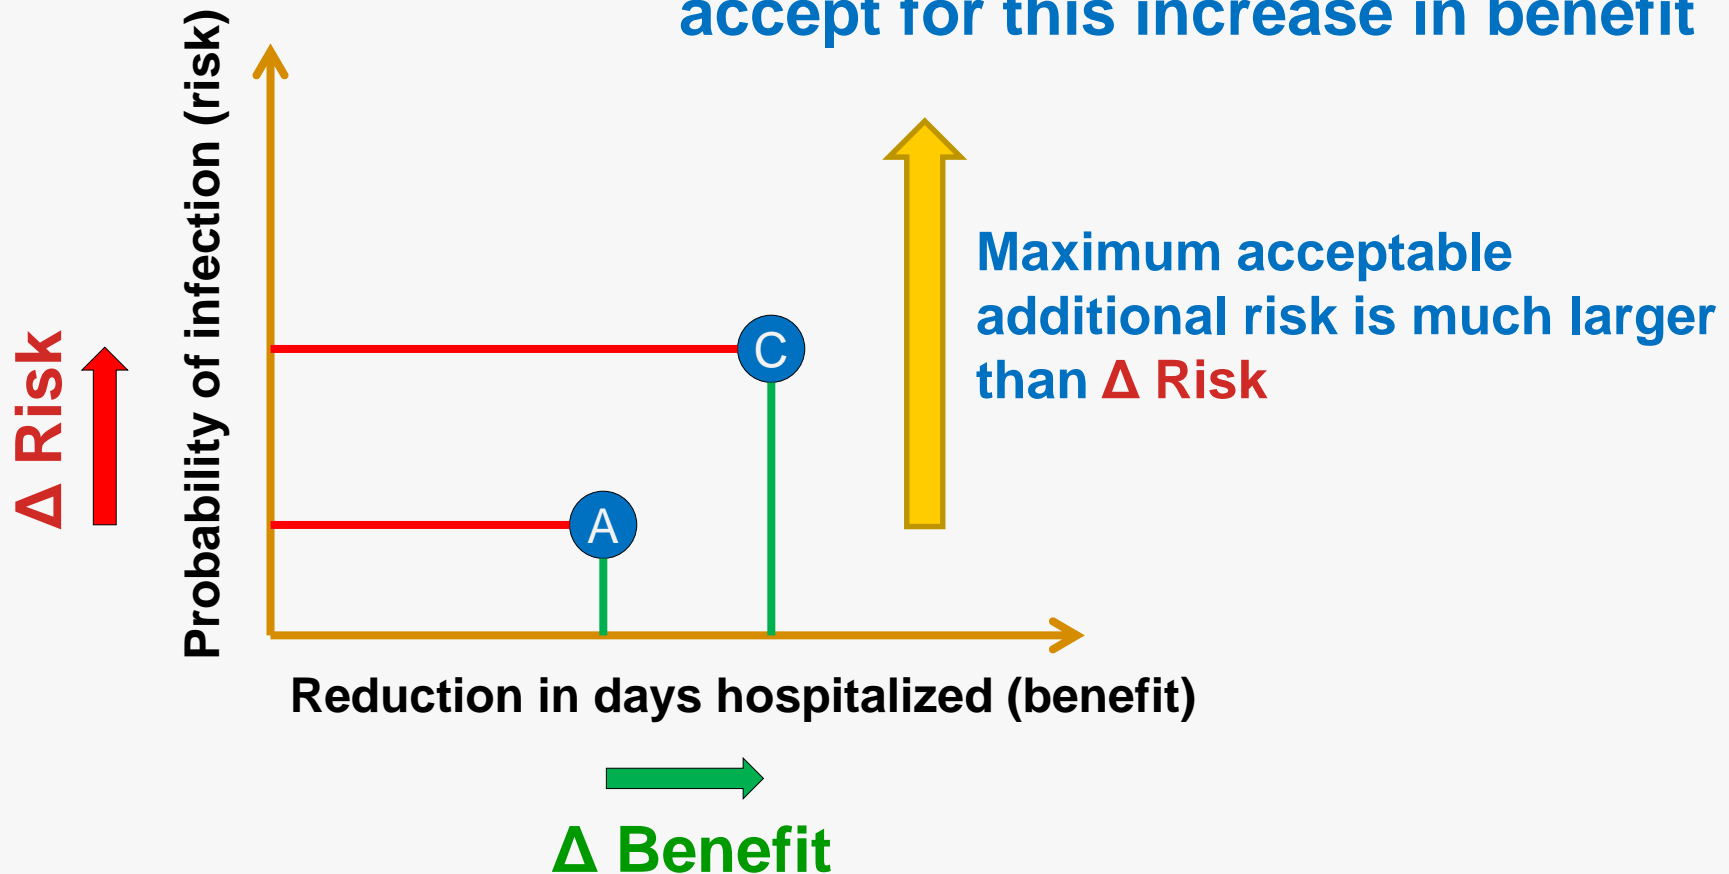 accept for this increase in benefit
Probability of infection (risk)
Δ Risk
Maximum acceptable
additional risk is much larger
than Δ Risk
C
A
Reduction in days hospitalized (benefit)
Δ Benefit